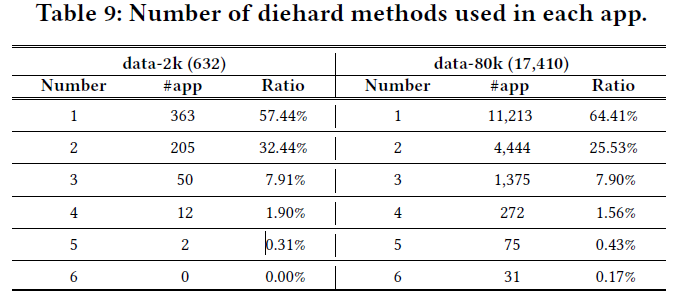 Table 9: Number of diehard methods used in each app.
data-2k (632) data-80k (17,410)
Number #app Ratio Number #app Ratio
1 363 57.44% 1 11,213 64.41%
2 205 32.44% 2 4,444 25.53%
3 50 7.91% 3 1,375 7.90%
4 12 1.90% 4 272 1.56%
5 2 0.31% 5 75 0.43%
6 0 0.00% 6 31 0.17%